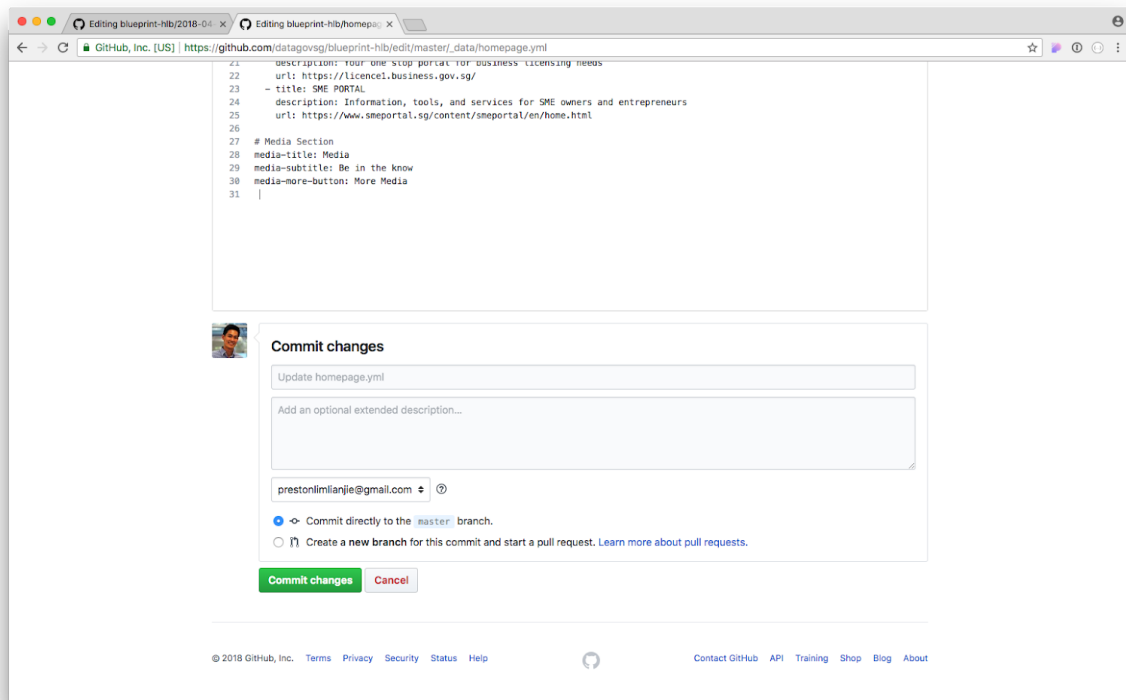 Editing blueprint-hlb/2018-04-
Editing blueprint-hlb/homepag
GitHub, Inc. [US] | https://github.com/datagovsg/blueprint-hlb/edit/master/_data/homepage.yml
21 description: Your one stop portal for business licensing needs
22 url: https://licence1.business.gov.sg/
23 - title: SME PORTAL
24 description: Information, tools, and services for SME owners and entrepreneurs
25 url: https://www.smeportal.sg/content/smeportal/en/home.html
26
27 # Media Section
28 media-title: Media
29 media-subtitle: Be in the know
30 media-more-button: More Media
31
Commit changes
Update homepage.yml
Add an optional extended description...
prestonlimlianjie@gmail.com
Commit directly to the master branch.
Create a new branch for this commit and start a pull request. Learn more about pull requests.
Commit changes Cancel
© 2018 GitHub, Inc. Terms Privacy Security Status Help Contact GitHub API Training Shop Blog About